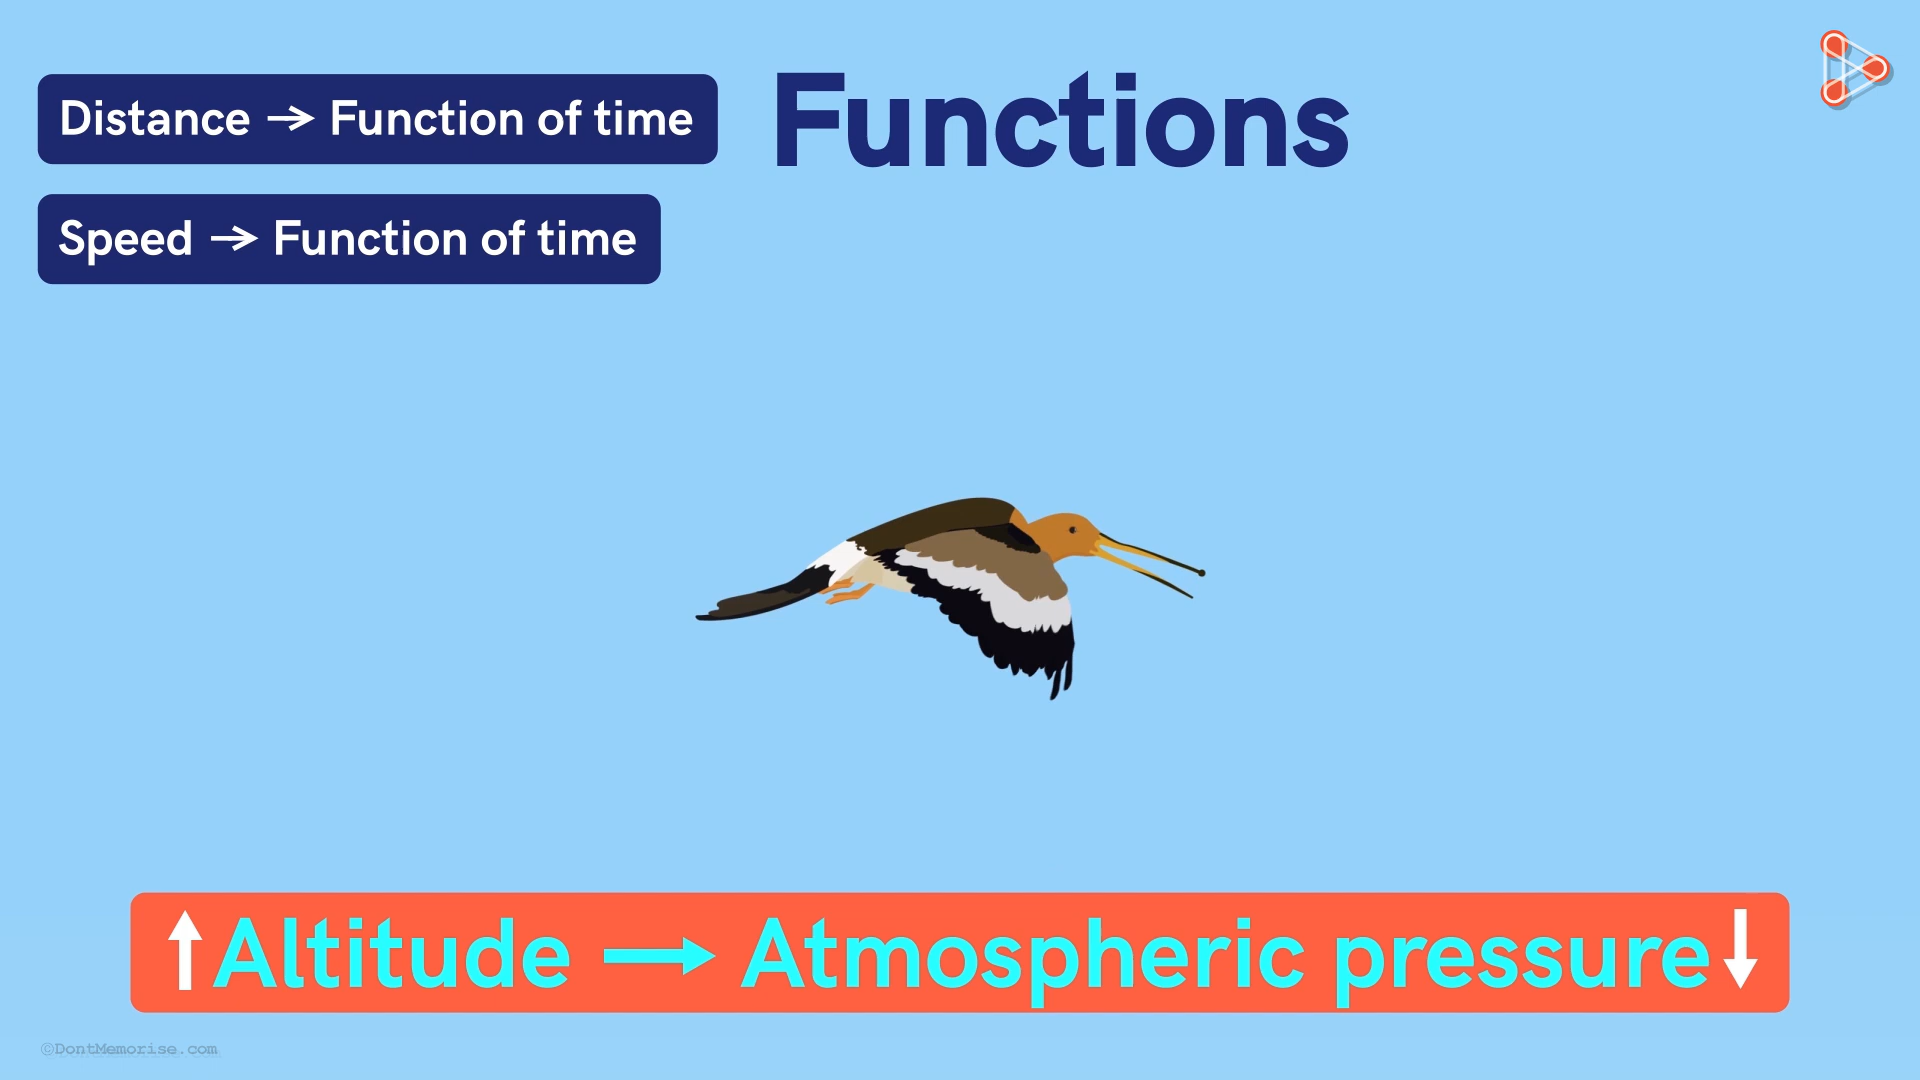 Distance → Function of time
Functions
Speed → Function of time
↑Altitude → Atmospheric pressure↓
©DontMemorise.com